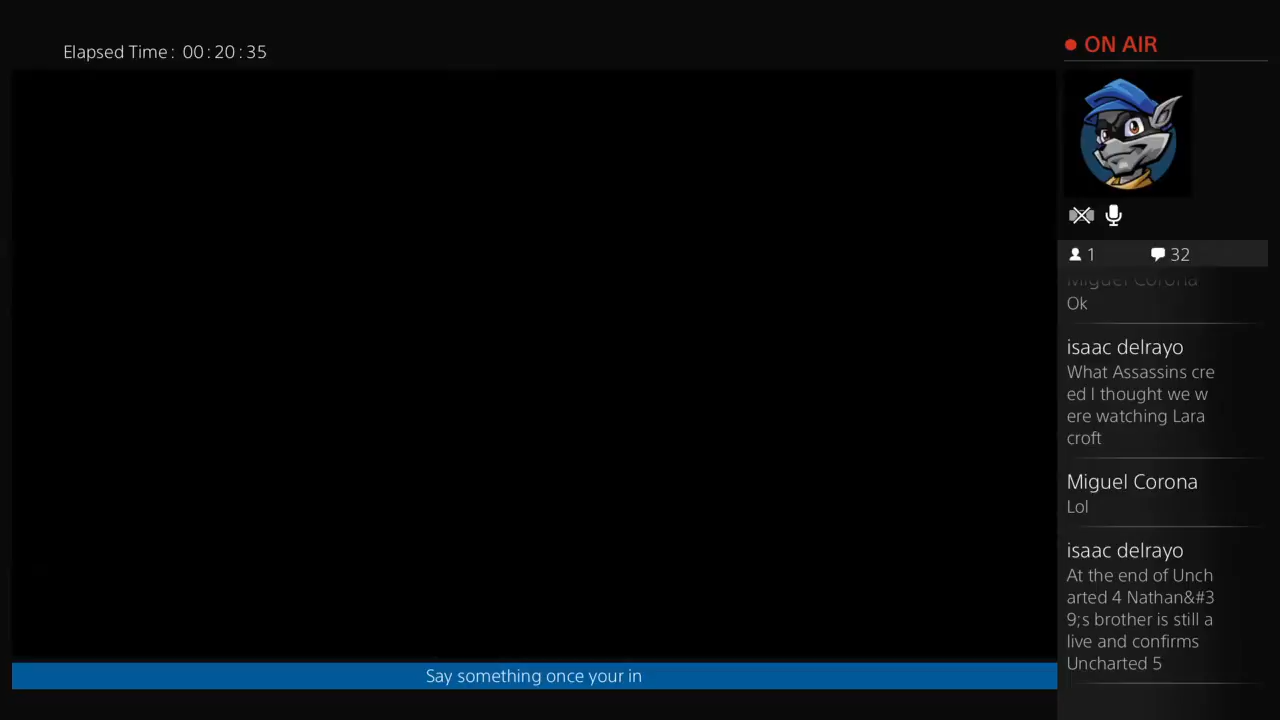 Elapsed Time: 00:20:35
ON AIR
1 32
Miguel Corona
Ok
isaac delrayo
What Assassins cre
ed I thought we w
ere watching Lara
croft
Miguel Corona
Lol
isaac delrayo
At the end of Unch
arted 4 Nathan&#3
9;s brother is still a
live and confirms
Uncharted 5
Say something once your in